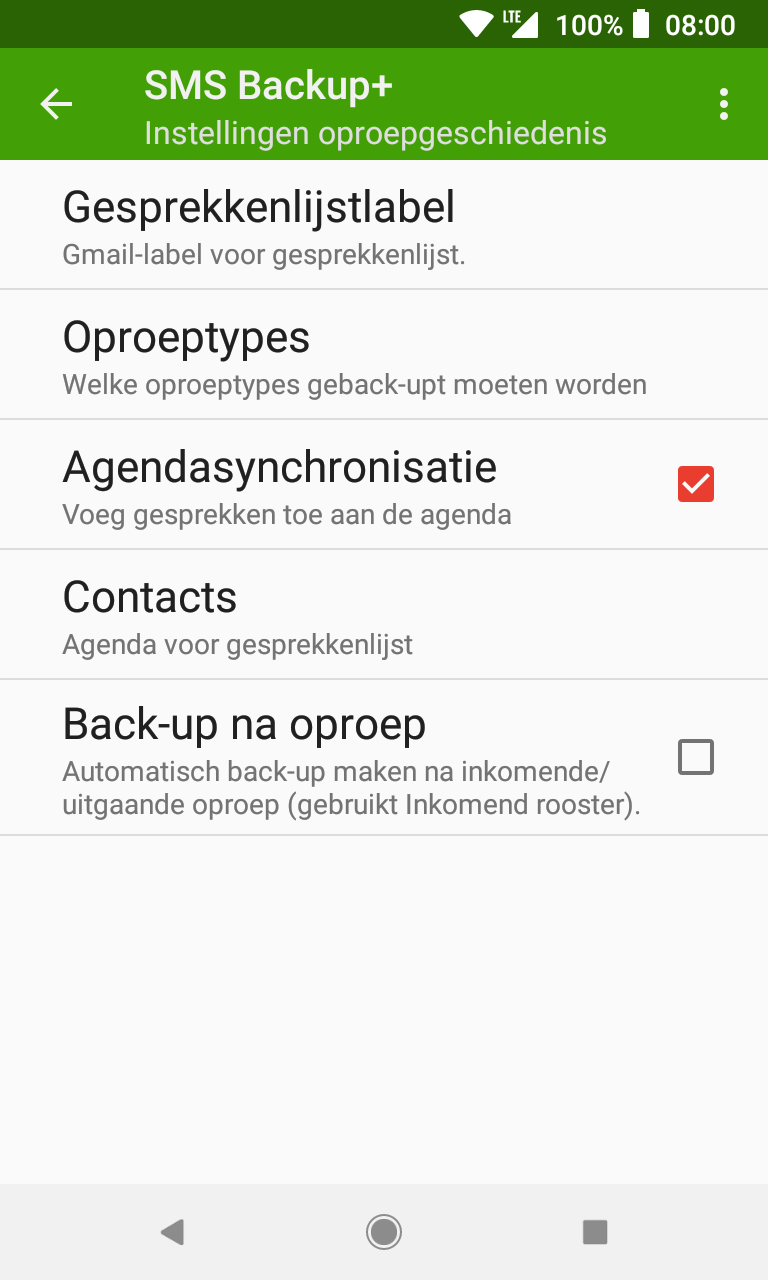 LTE 100% 08:00
SMS Backup+
Instellingen oproepgeschiedenis
Gesprekkenlijstlabel
Gmail-label voor gesprekkenlijst.
Oproeptypes
Welke oproeptypes geback-upt moeten worden
Agendasynchronisatie
Voeg gesprekken toe aan de agenda
Contacts
Agenda voor gesprekkenlijst
Back-up na oproep
Automatisch back-up maken na inkomende/
uitgaande oproep (gebruikt Inkomend rooster).